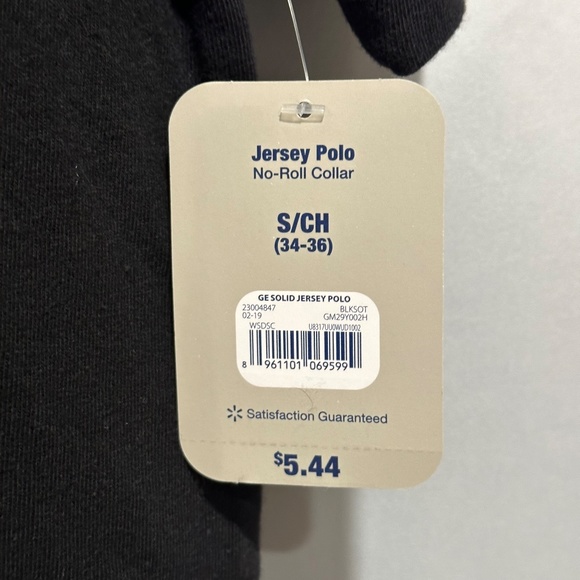 Jersey Polo
No-Roll Collar
S/CH
(34-36)
GE SOLID JERSEY POLO
23004847 BLKSOT
02-19 GM29Y002H
WSDSC U8317UU0WUD1002
8 961101 069599
Satisfaction Guaranteed
$5.44